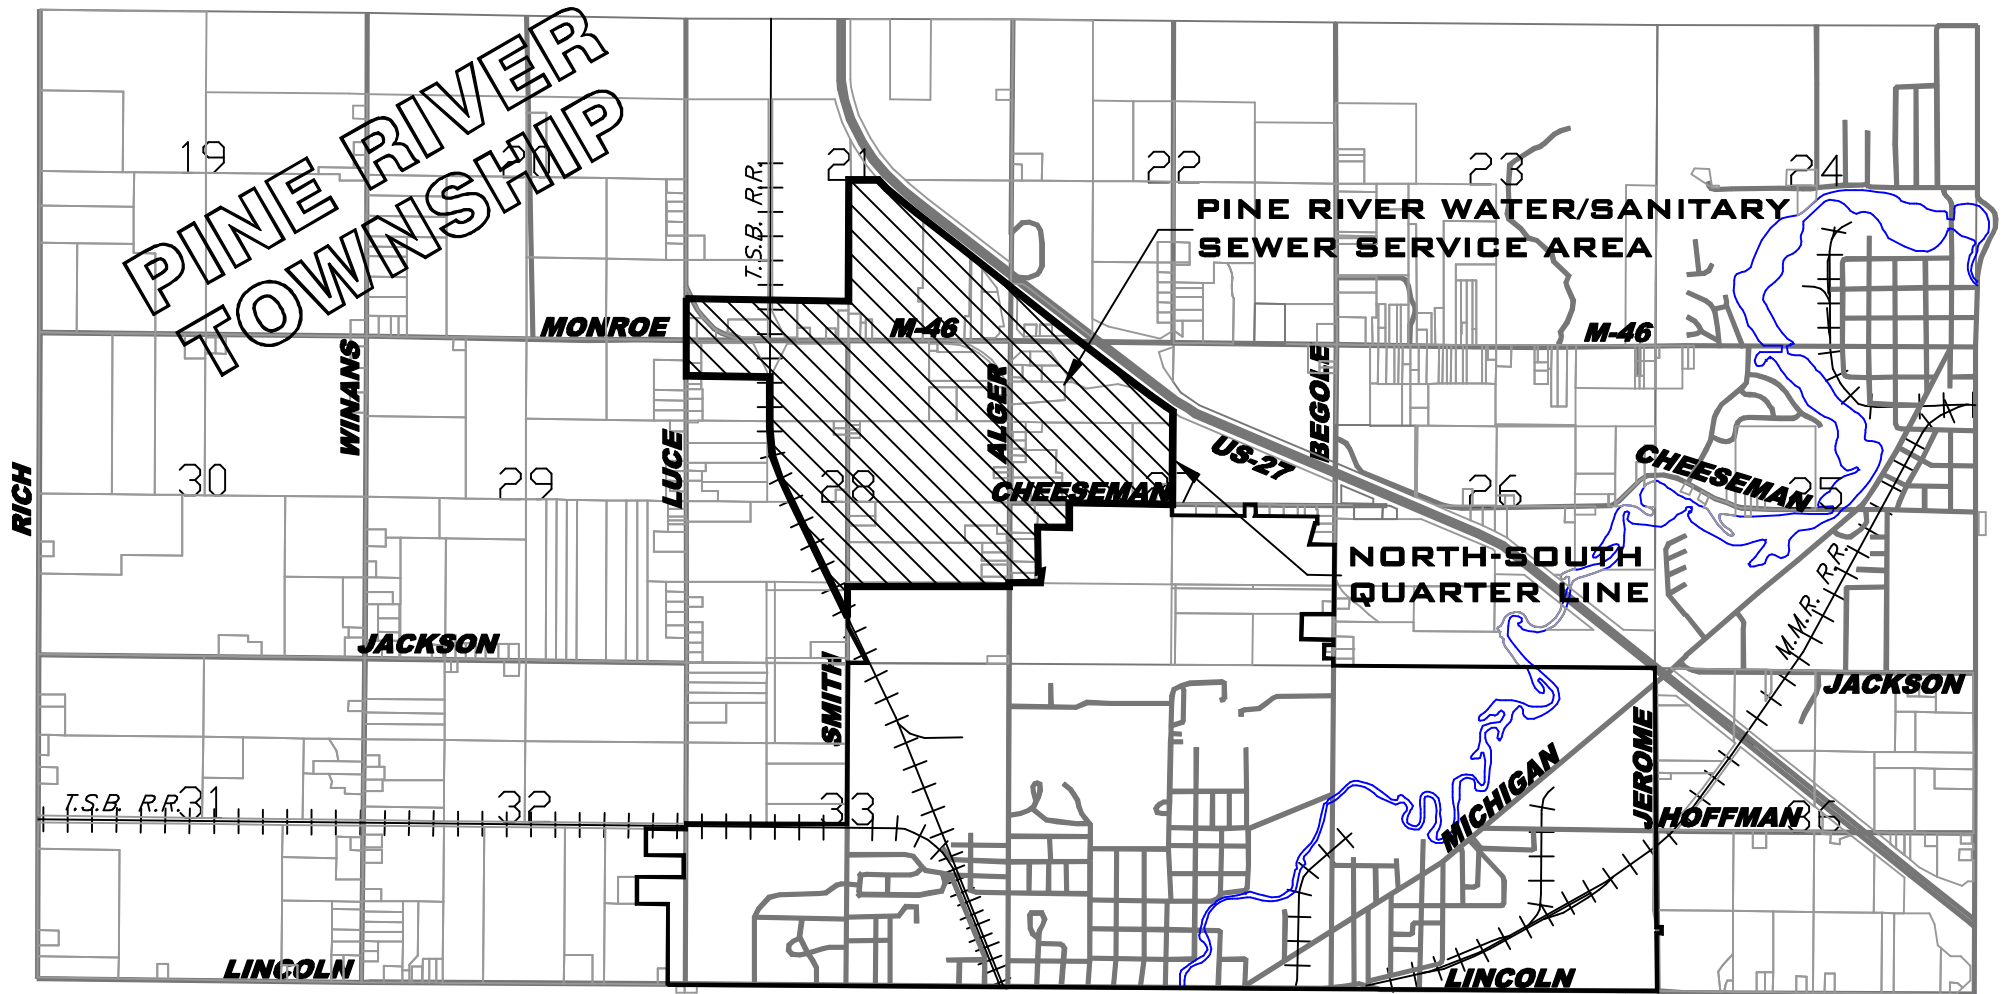 PINE RIVER
TOWNSHIP
19
20
T.S.B. R.R.
21
22
23
24
PINE RIVER WATER/SANITARY
SEWER SERVICE AREA
MONROE
M-46
M-46
WINANS
ALGER
BEGOLE
RICH
LUCE
US-27
CHEESEMAN
30
29
28
CHEESEMAN
27
26
25
NORTH-SOUTH
QUARTER LINE
M.M.R. R.R.
JACKSON
SMITH
JACKSON
JEROME
MICHIGAN
T.S.B. R.R.
31
32
33
HOFFMAN
36
LINCOLN
LINCOLN